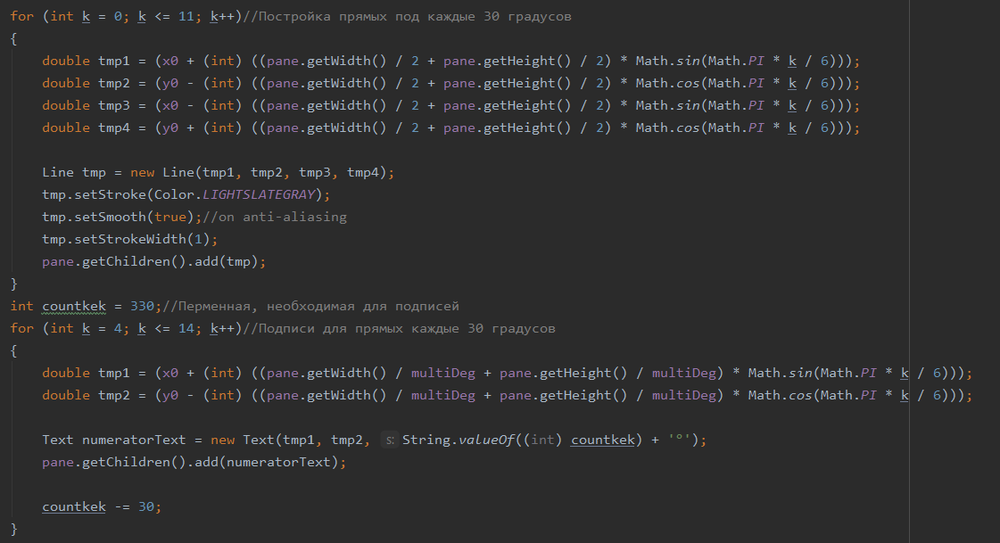 for (int k = 0; k <= 11; k++)//Постройка прямых под каждые 30 градусов
{
    double tmp1 = (x0 + (int) ((pane.getWidth() / 2 + pane.getHeight() / 2) * Math.sin(Math.PI * k / 6)));
    double tmp2 = (y0 - (int) ((pane.getWidth() / 2 + pane.getHeight() / 2) * Math.cos(Math.PI * k / 6)));
    double tmp3 = (x0 - (int) ((pane.getWidth() / 2 + pane.getHeight() / 2) * Math.sin(Math.PI * k / 6)));
    double tmp4 = (y0 + (int) ((pane.getWidth() / 2 + pane.getHeight() / 2) * Math.cos(Math.PI * k / 6)));

    Line tmp = new Line(tmp1, tmp2, tmp3, tmp4);
    tmp.setStroke(Color.LIGHTSLATEGRAY);
    tmp.setSmooth(true);//on anti-aliasing
    tmp.setStrokeWidth(1);
    pane.getChildren().add(tmp);
}
int countkek = 330;//Перменная, необходимая для подписей
for (int k = 4; k <= 14; k++)//Подписи для прямых каждые 30 градусов
{
    double tmp1 = (x0 + (int) ((pane.getWidth() / multiDeg + pane.getHeight() / multiDeg) * Math.sin(Math.PI * k / 6)));
    double tmp2 = (y0 - (int) ((pane.getWidth() / multiDeg + pane.getHeight() / multiDeg) * Math.cos(Math.PI * k / 6)));

    Text numeratorText = new Text(tmp1, tmp2, s: String.valueOf((int) countkek) + '°');
    pane.getChildren().add(numeratorText);

    countkek -= 30;
}